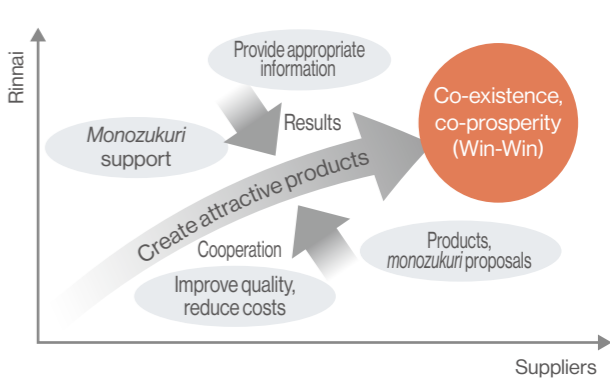 Rinnai
Provide appropriate
information
Results
Monozukuri
support
Co-existence,
co-prosperity
(Win-Win)
Create attractive products
Cooperation
Products,
monozukuri proposals
Improve quality,
reduce costs
Suppliers